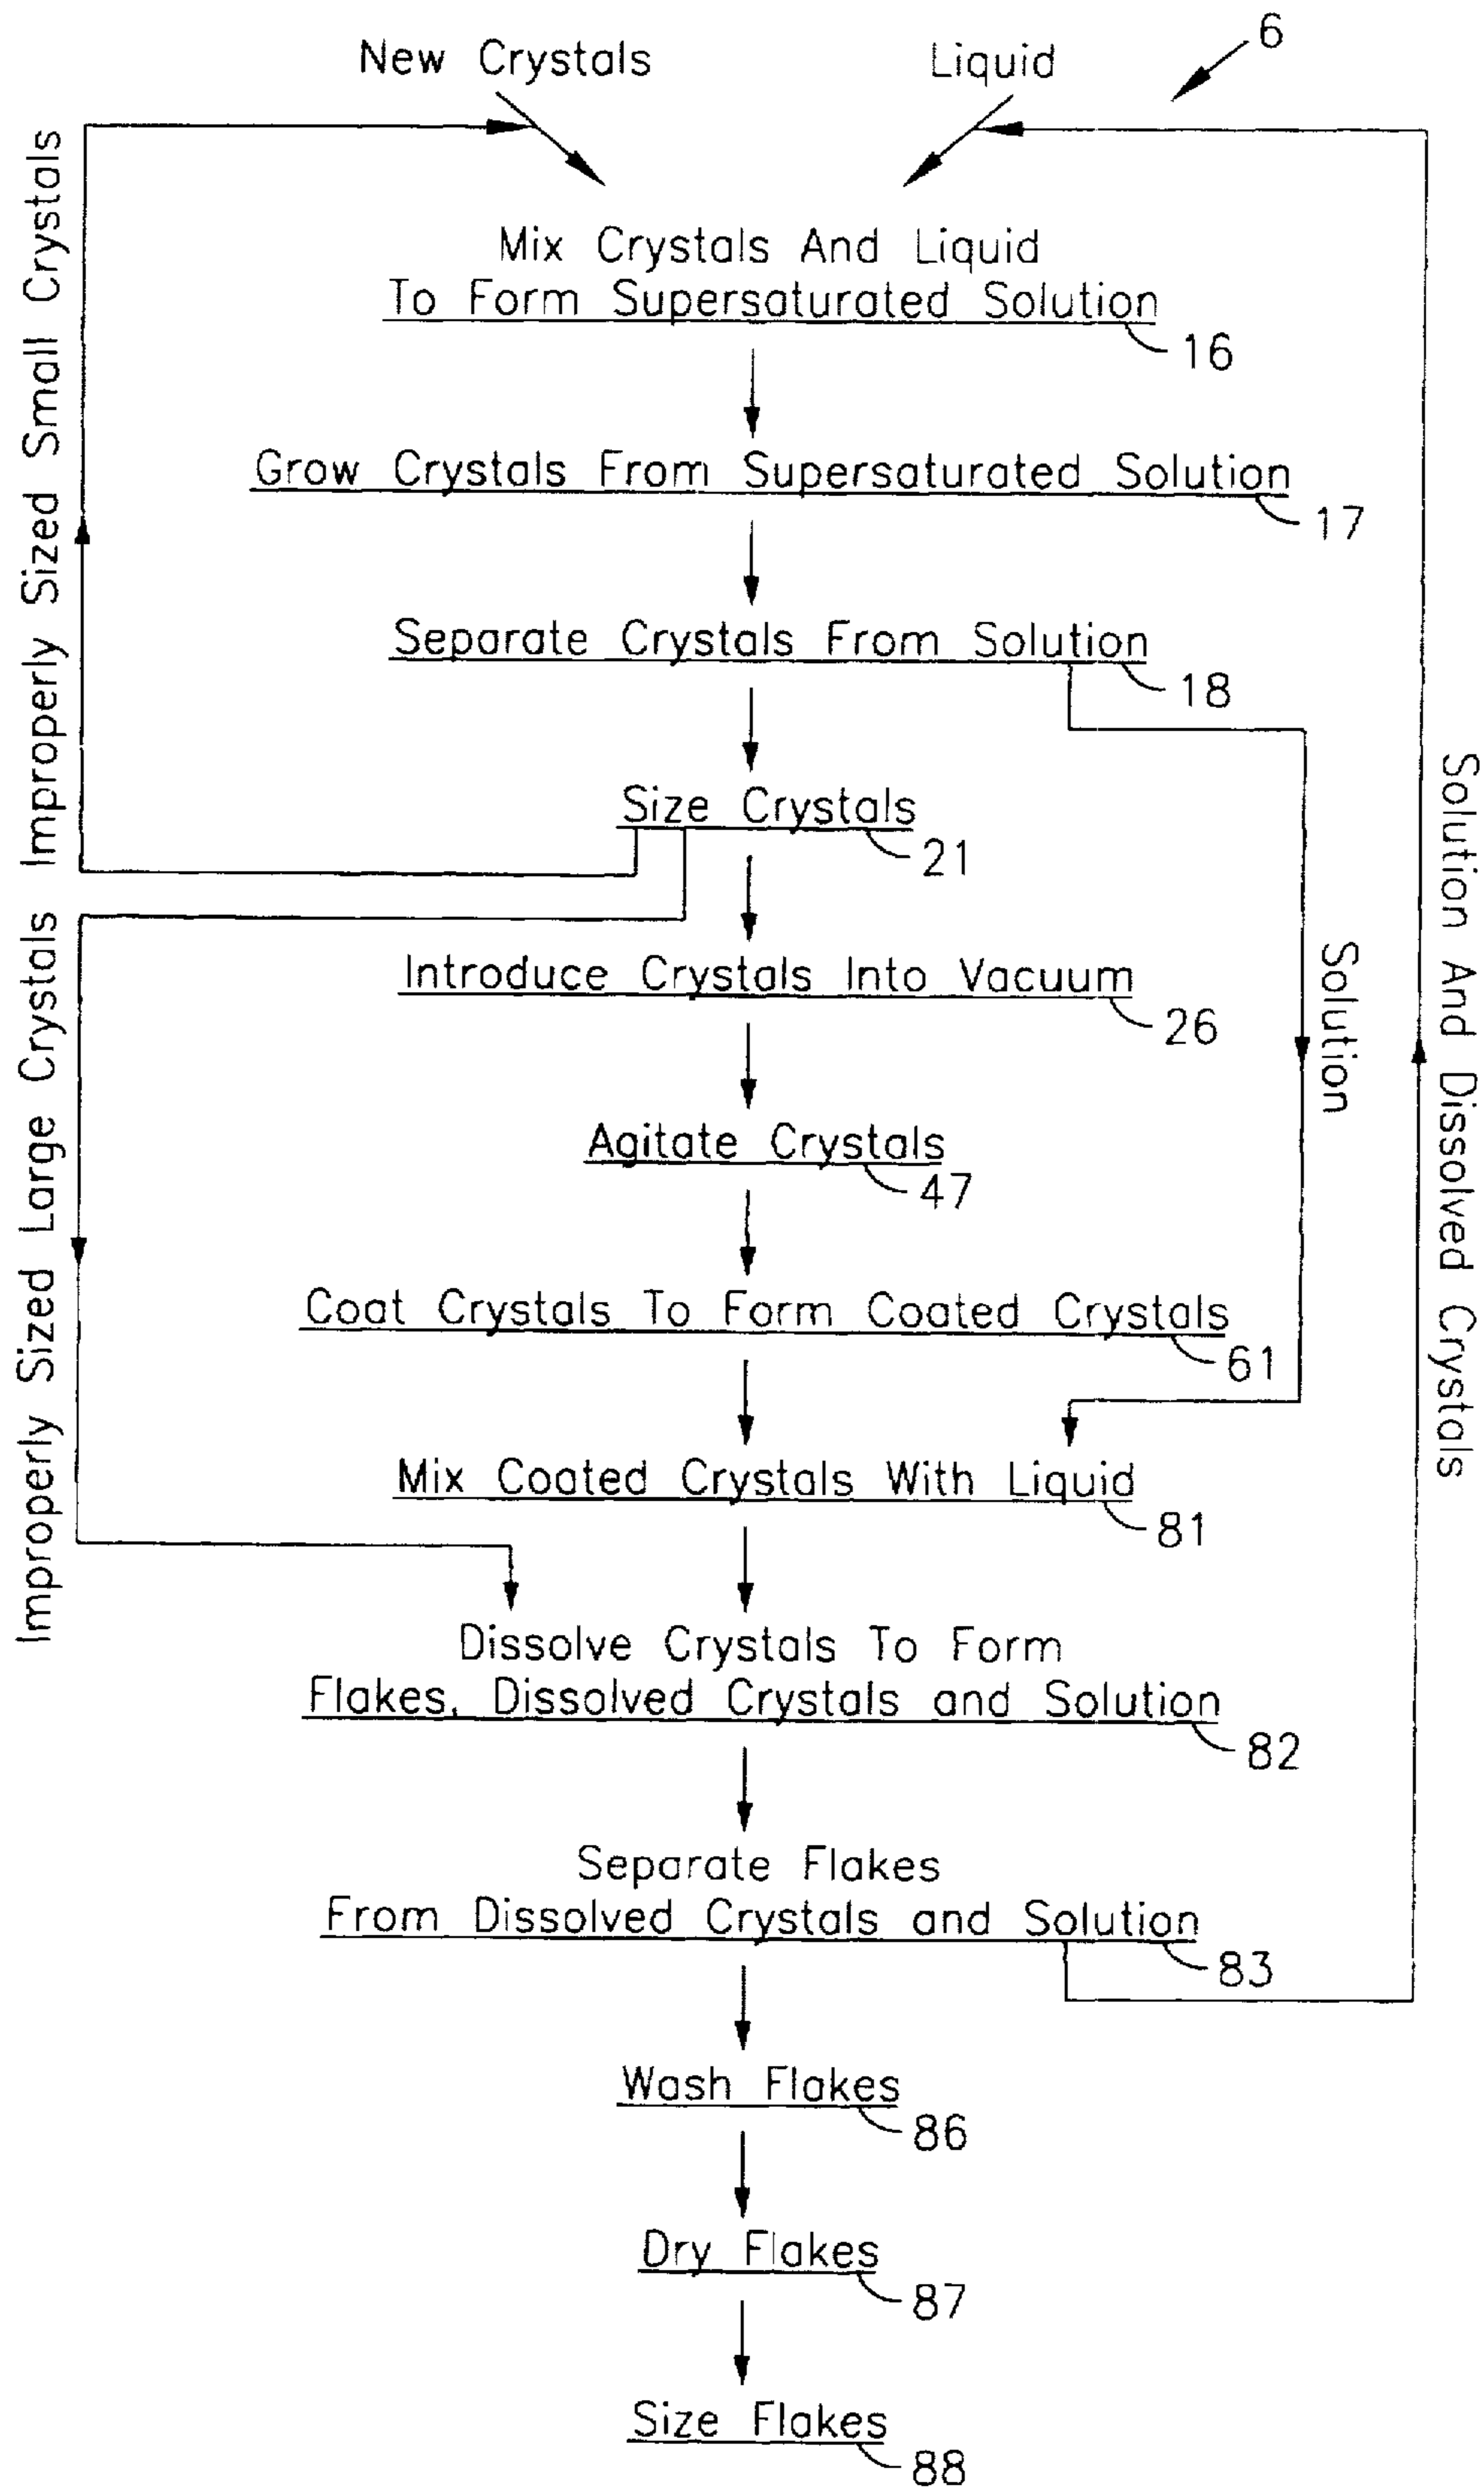 6
New Crystals
Liquid
Mix Crystals And Liquid
To Form Supersaturated Solution
16
Grow Crystals From Supersaturated Solution
17
Separate Crystals From Solution
18
Size Crystals
21
Introduce Crystals Into Vacuum
26
Agitate Crystals
47
Coat Crystals To Form Coated Crystals
61
Mix Coated Crystals With Liquid
81
Dissolve Crystals To Form
Flakes, Dissolved Crystals and Solution
82
Separate Flakes
From Dissolved Crystals and Solution
83
Wash Flakes
86
Dry Flakes
87
Size Flakes
88
Improperly Sized Small Crystals
Improperly Sized Large Crystals
Solution
Solution And Dissolved Crystals